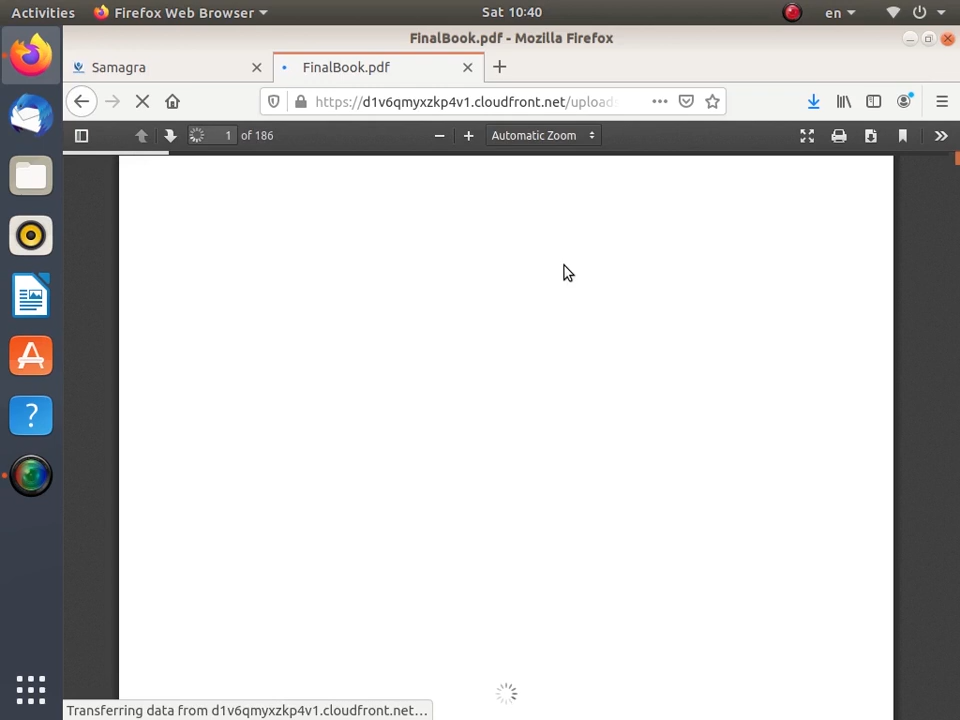 Activities
Firefox Web Browser
Sat 10:40
en
FinalBook.pdf - Mozilla Firefox
Samagra
FinalBook.pdf
https://d1v6qmyxzkp4v1.cloudfront.net/upload
1 of 186
Automatic Zoom
Transferring data from d1v6qmyxzkp4v1.cloudfront.net…